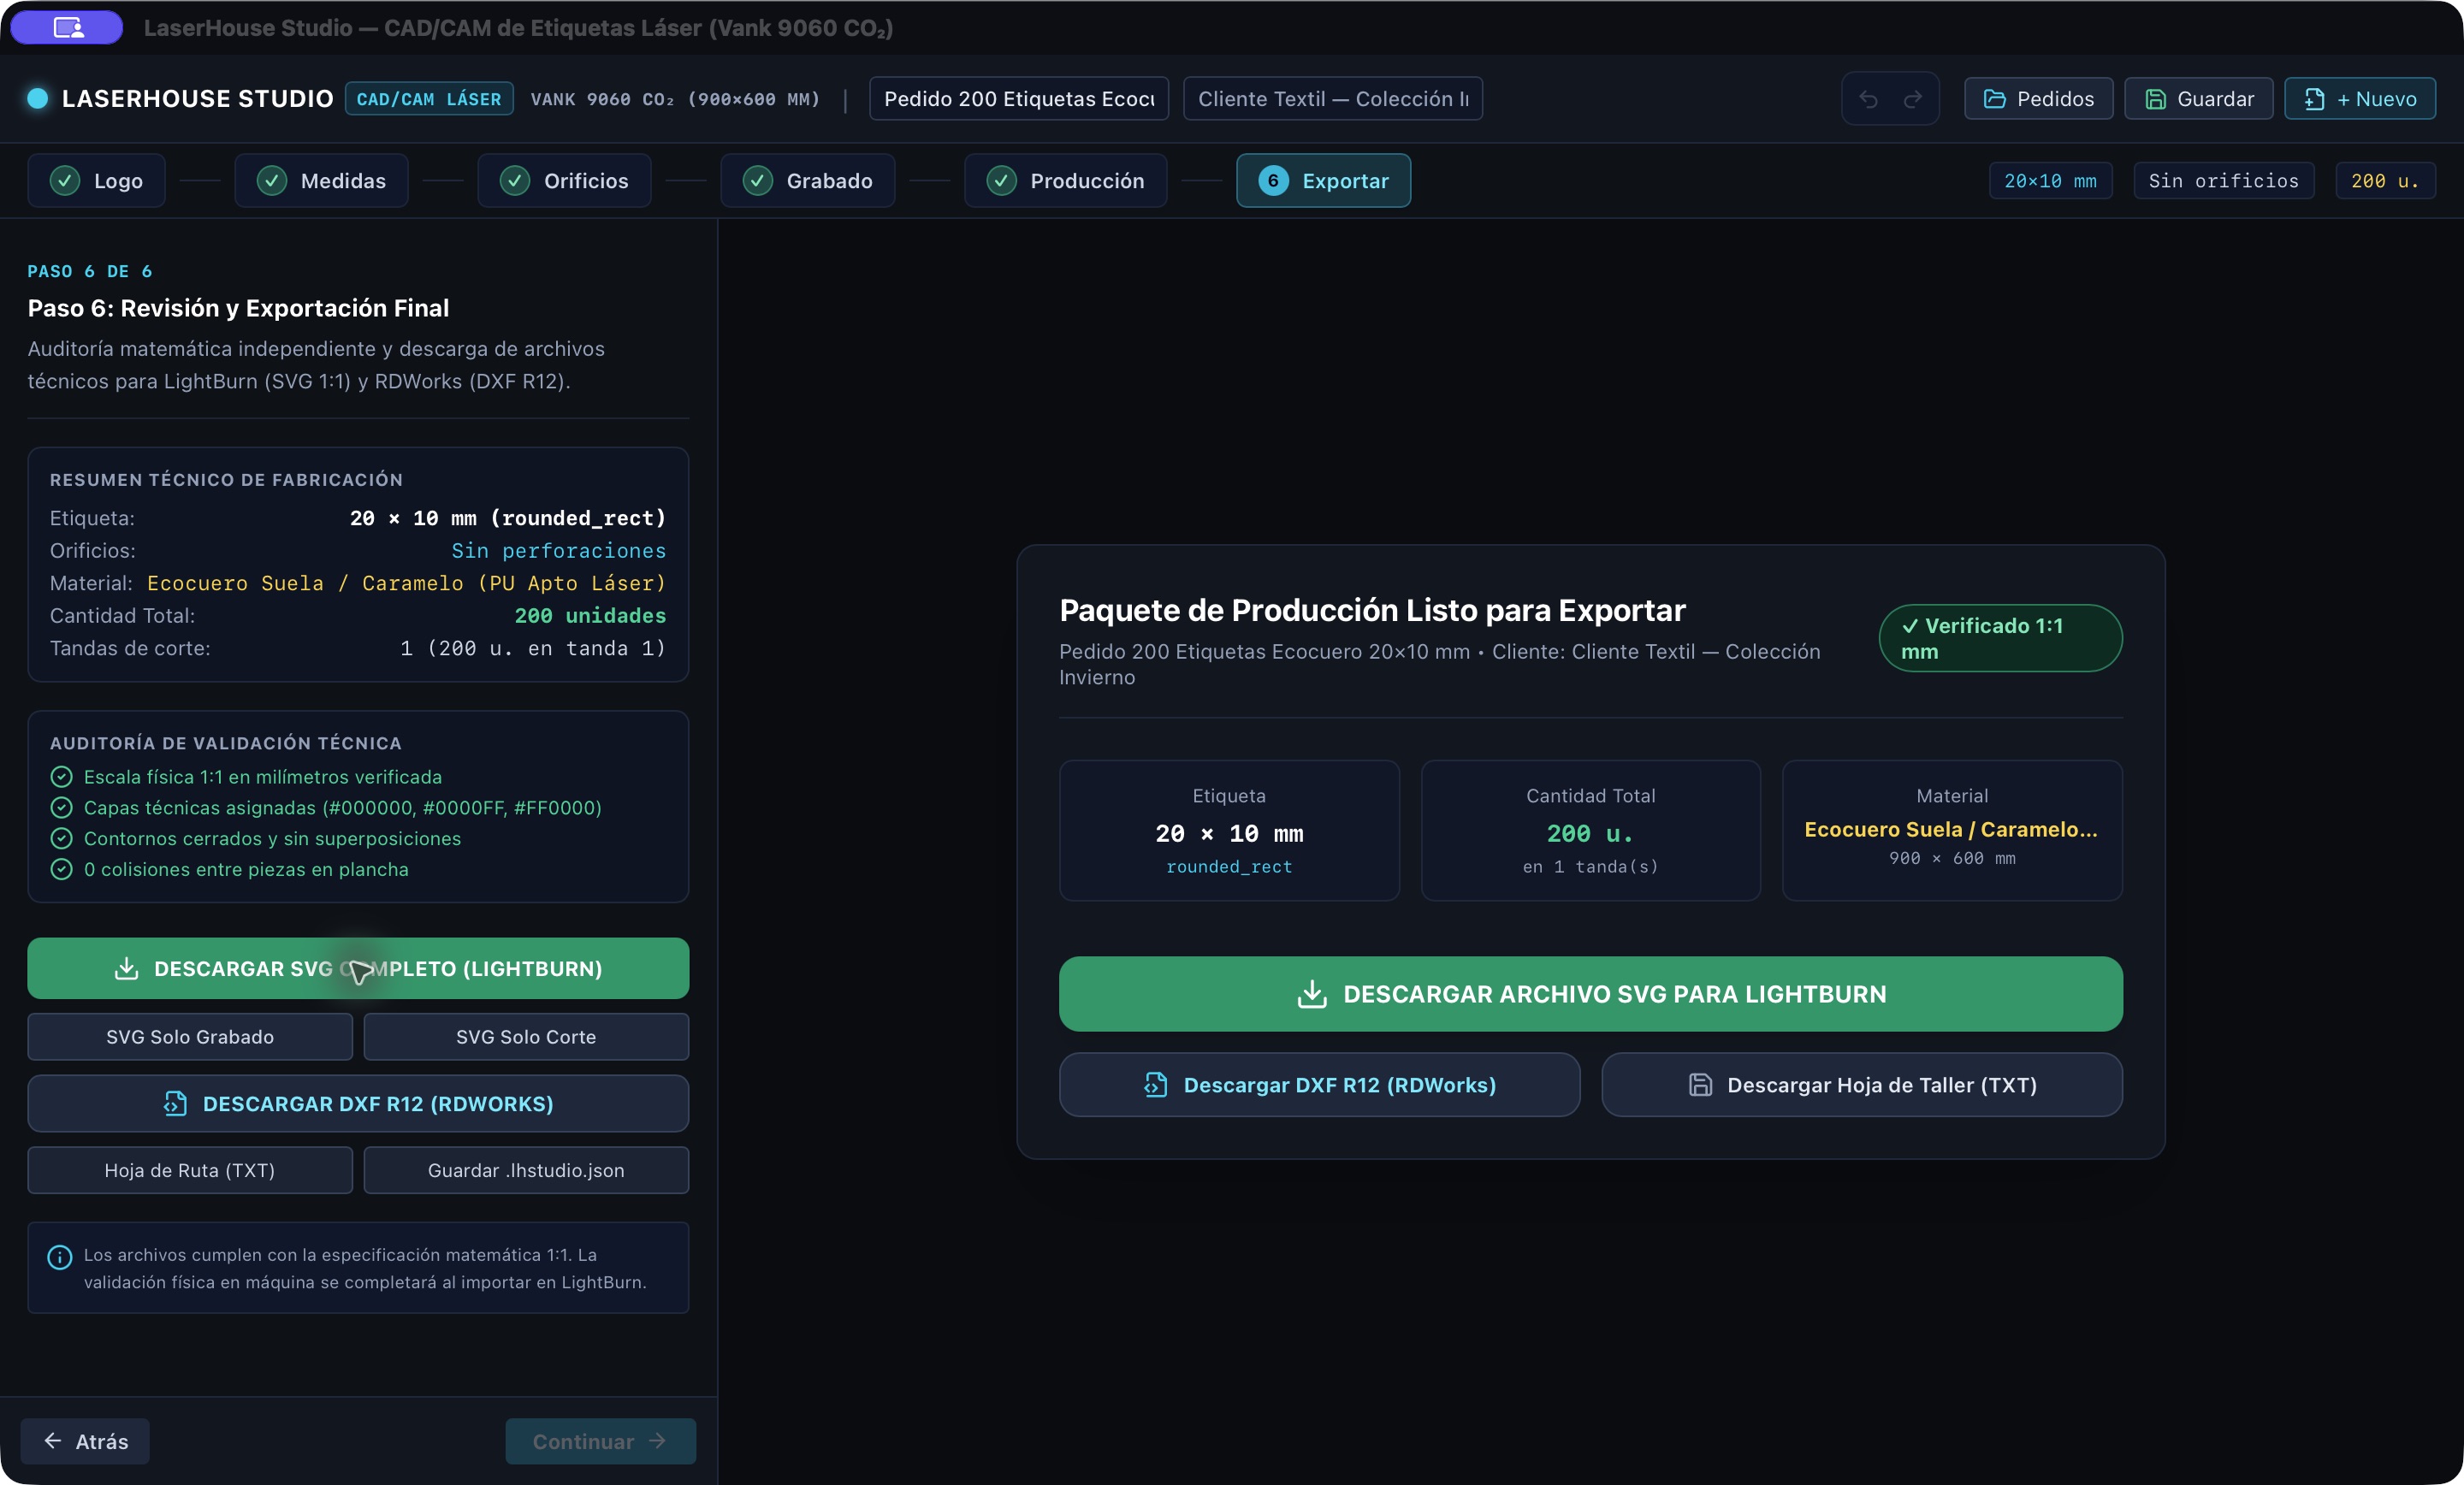 LaserHouse Studio — CAD/CAM de Etiquetas Láser (Vank 9060 CO₂)
LASERHOUSE STUDIO
CAD/CAM LÁSER
VANK 9060 CO₂ (900×600 MM)
Pedido 200 Etiquetas Ecocu
Cliente Textil — Colección I
Pedidos
Guardar
+ Nuevo
Logo
Medidas
Orificios
Grabado
Producción
6 Exportar
20×10 mm
Sin orificios
200 u.
PASO 6 DE 6
Paso 6: Revisión y Exportación Final
Auditoría matemática independiente y descarga de archivos
técnicos para LightBurn (SVG 1:1) y RDWorks (DXF R12).
RESUMEN TÉCNICO DE FABRICACIÓN
Etiqueta: 20 × 10 mm (rounded_rect)
Orificios: Sin perforaciones
Material: Ecocuero Suela / Caramelo (PU Apto Láser)
Cantidad Total: 200 unidades
Tandas de corte: 1 (200 u. en tanda 1)
AUDITORÍA DE VALIDACIÓN TÉCNICA
Escala física 1:1 en milímetros verificada
Capas técnicas asignadas (#000000, #0000FF, #FF0000)
Contornos cerrados y sin superposiciones
0 colisiones entre piezas en plancha
DESCARGAR SVG COMPLETO (LIGHTBURN)
SVG Solo Grabado
SVG Solo Corte
DESCARGAR DXF R12 (RDWORKS)
Hoja de Ruta (TXT)
Guardar .lhstudio.json
Los archivos cumplen con la especificación matemática 1:1. La
validación física en máquina se completará al importar en LightBurn.
Atrás
Continuar
Paquete de Producción Listo para Exportar
Pedido 200 Etiquetas Ecocuero 20×10 mm • Cliente: Cliente Textil — Colección
Invierno
✓ Verificado 1:1
mm
Etiqueta
20 × 10 mm
rounded_rect
Cantidad Total
200 u.
en 1 tanda(s)
Material
Ecocuero Suela / Caramelo...
900 × 600 mm
DESCARGAR ARCHIVO SVG PARA LIGHTBURN
Descargar DXF R12 (RDWorks)
Descargar Hoja de Taller (TXT)